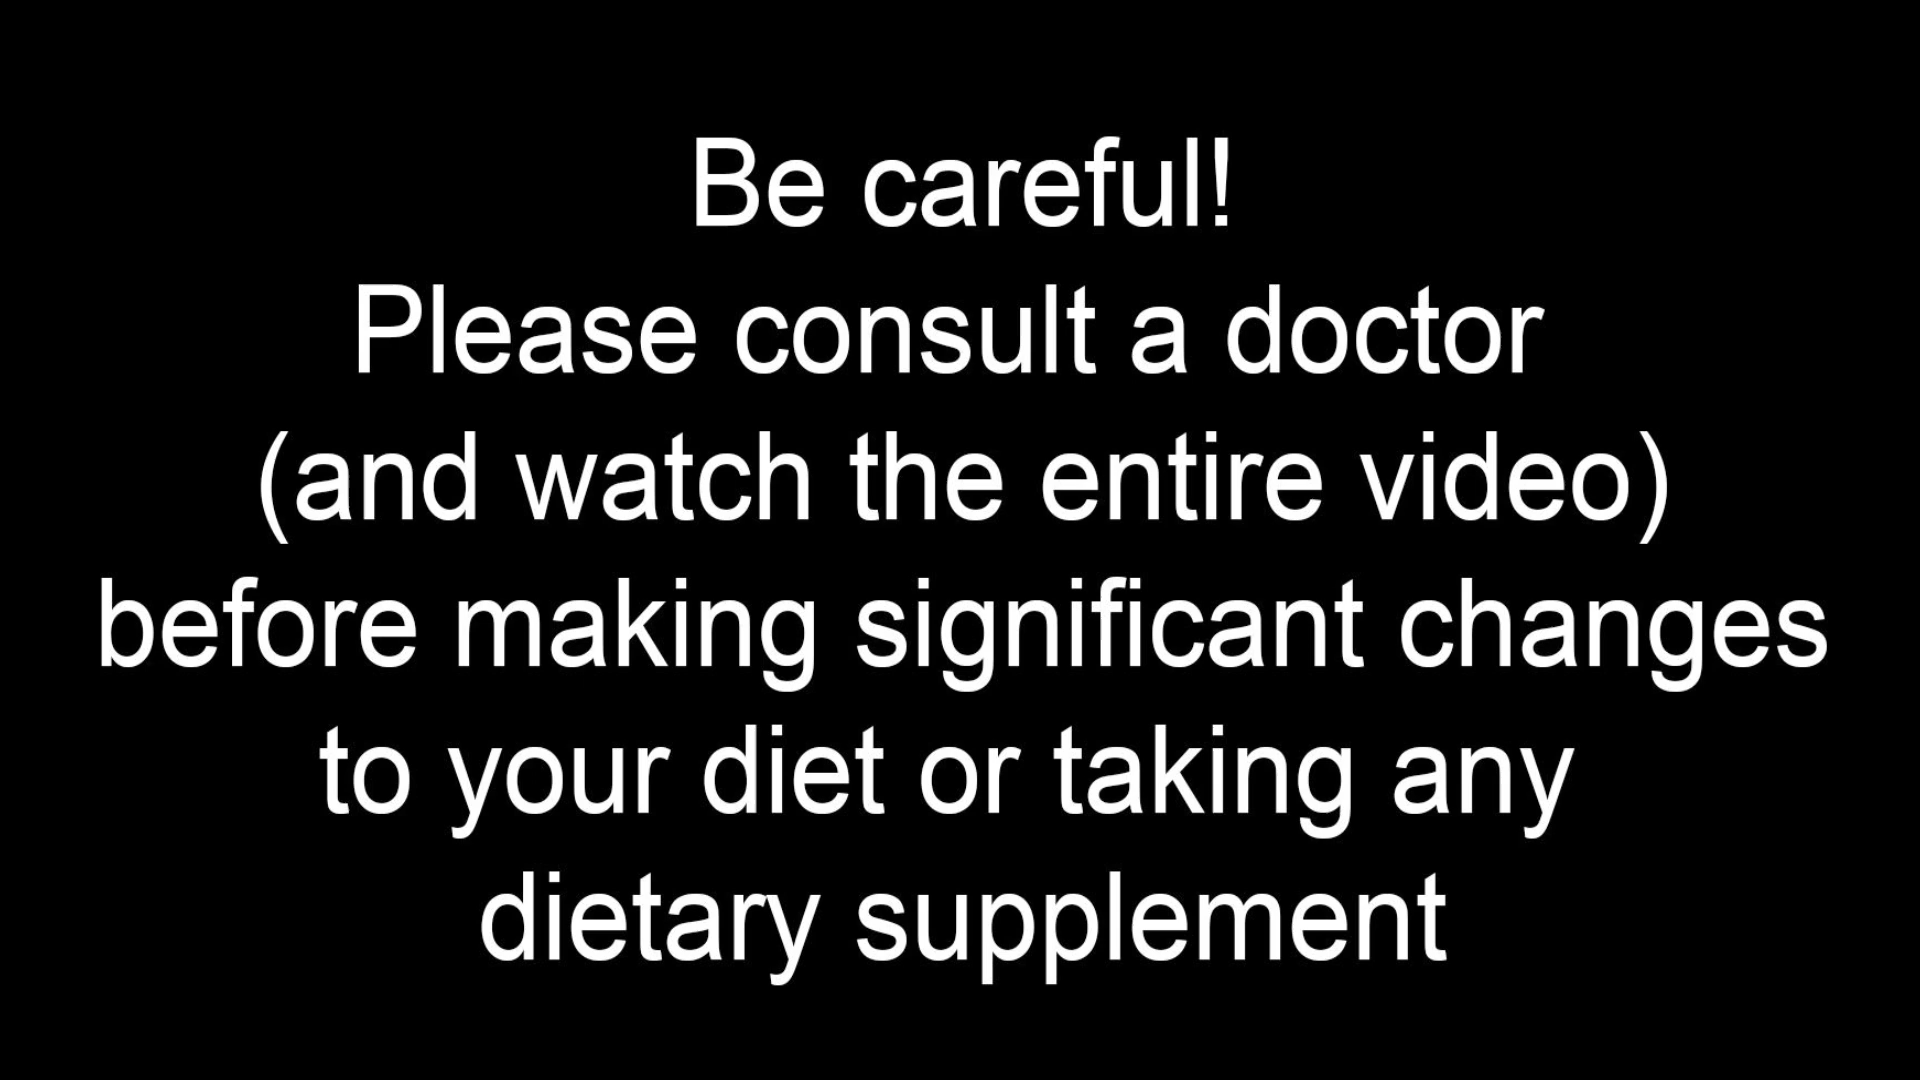 Be careful!
Please consult a doctor
(and watch the entire video)
before making significant changes
to your diet or taking any
dietary supplement